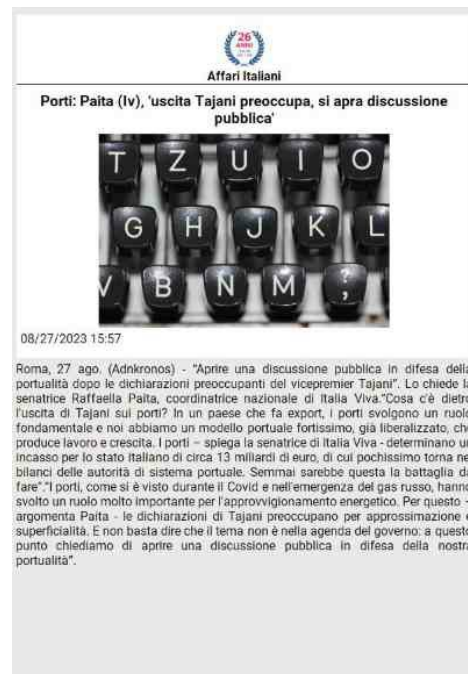 26
ANNI
Affari Italiani
Porti: Paita (Iv), 'uscita Tajani preoccupa, si apra discussione
pubblica'
T Z U I O
G H J K L
V B N M ; ?
08/27/2023 15:57
Roma, 27 ago. (Adnkronos) - "Aprire una discussione pubblica in difesa della
portualità dopo le dichiarazioni preoccupanti del vicepremier Tajani". Lo chiede la
senatrice Raffaella Paita, coordinatrice nazionale di Italia Viva."Cosa c'è dietro
l'uscita di Tajani sui porti? In un paese che fa export, i porti svolgono un ruolo
fondamentale e noi abbiamo un modello portuale fortissimo, già liberalizzato, che
produce lavoro e crescita. I porti – spiega la senatrice di Italia Viva - determinano un
incasso per lo stato italiano di circa 13 miliardi di euro, di cui pochissimo torna nei
bilanci delle autorità di sistema portuale. Semmai sarebbe questa la battaglia da
fare"."I porti, come si è visto durante il Covid e nell'emergenza del gas russo, hanno
svolto un ruolo molto importante per l'approvvigionamento energetico. Per questo -
argomenta Paita - le dichiarazioni di Tajani preoccupano per approssimazione e
superficialità. E non basta dire che il tema non è nella agenda del governo: a questo
punto chiediamo di aprire una discussione pubblica in difesa della nostra
portualità".